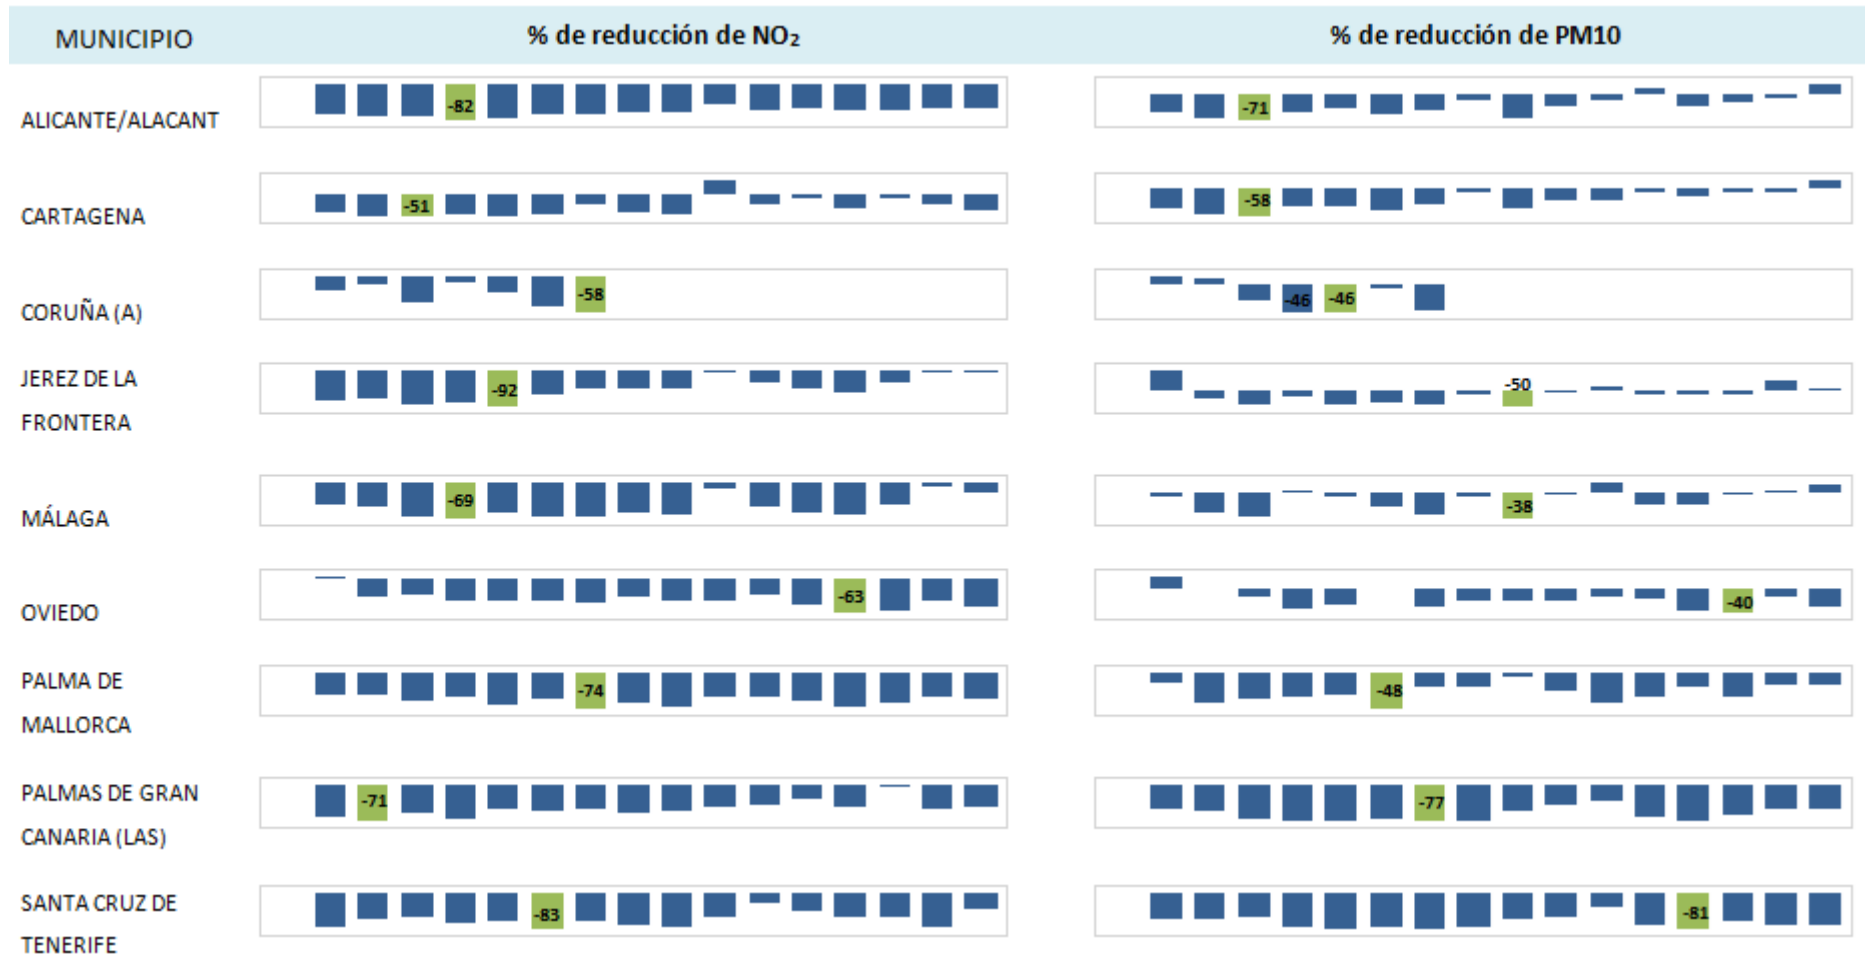 MUNICIPIO % de reducción de NO₂ % de reducción de PM10
-82 -71
ALICANTE/ALACANT
-51 -58
CARTAGENA
-58 -46 -46
CORUÑA (A)
JEREZ DE LA
-92 -50
FRONTERA
-69 -38
MÁLAGA
-63 -40
OVIEDO
PALMA DE
-74 -48
MALLORCA
PALMAS DE GRAN
-71 -77
CANARIA (LAS)
SANTA CRUZ DE
-83 -81
TENERIFE